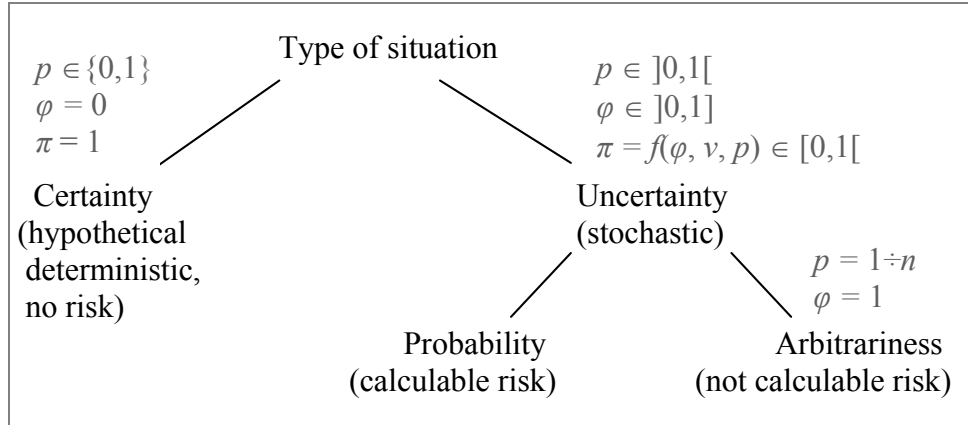 Type of situation
p ∈{0,1}
φ = 0
π = 1
p ∈ ]0,1[
φ ∈ ]0,1]
π = f(φ, v, p) ∈ [0,1[
Certainty
(hypothetical
deterministic,
no risk)
Uncertainty
(stochastic)
p = 1÷n
φ = 1
Probability
(calculable risk)
Arbitrariness
(not calculable risk)